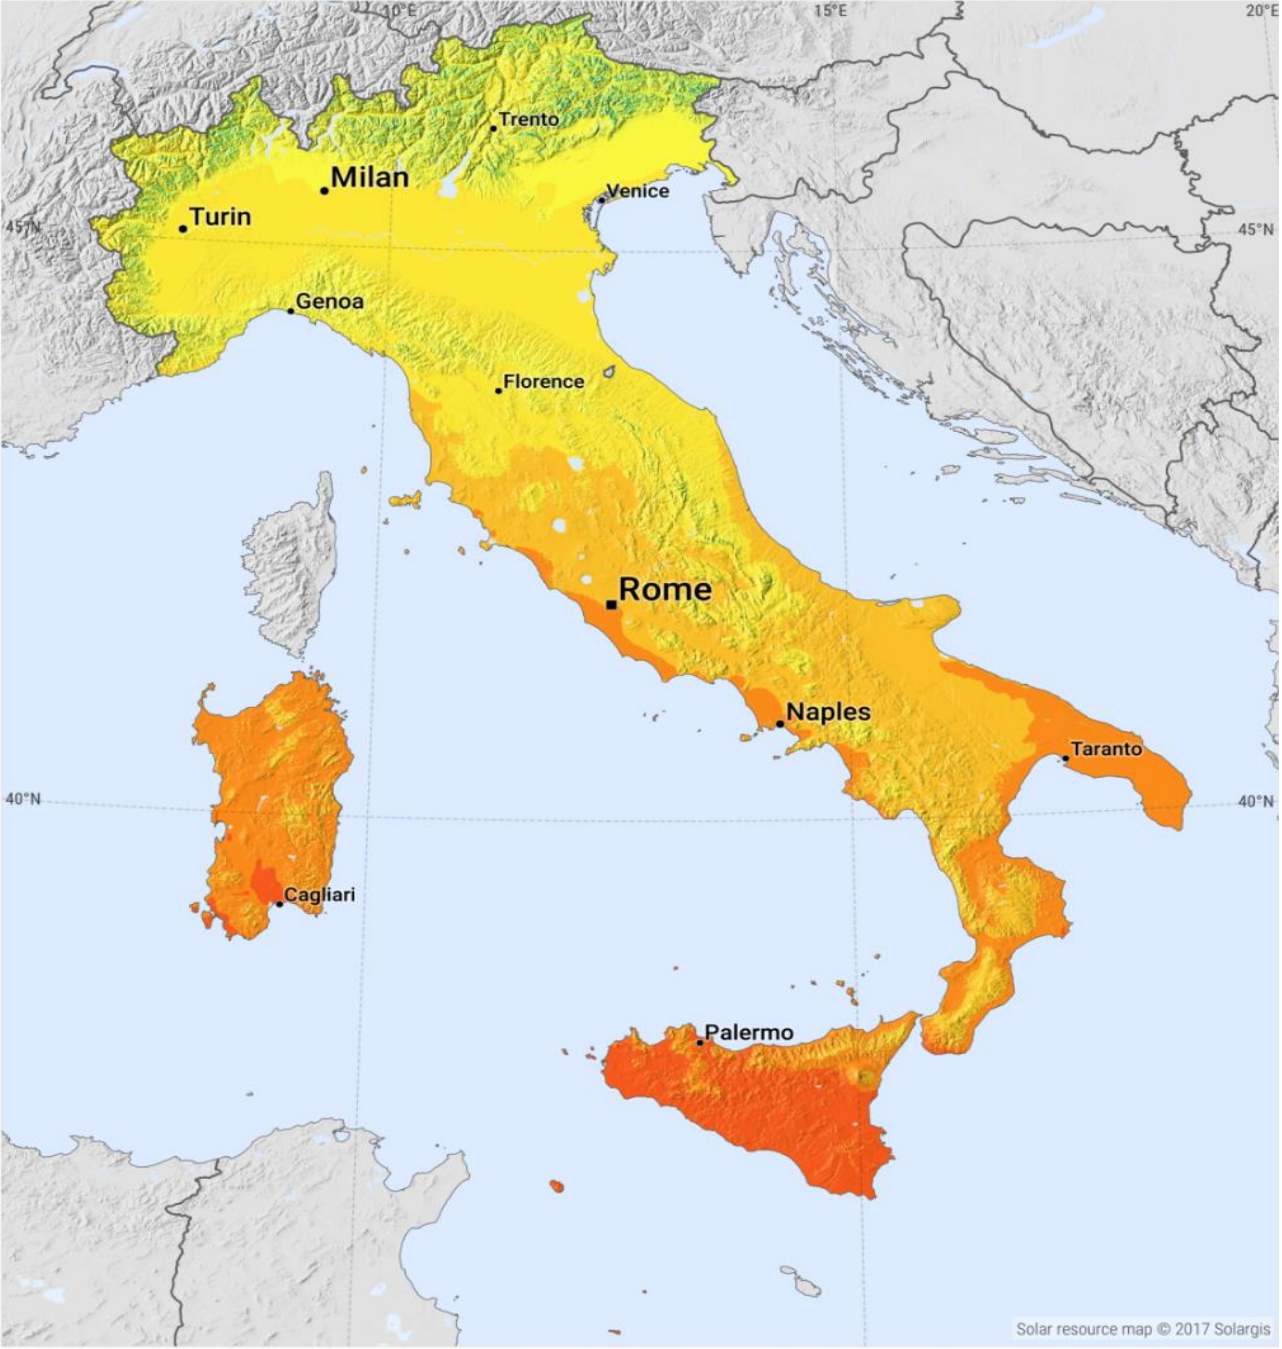 10°E
15°E
20°E
Trento
Milan
Venice
Turin
45°N
45°N
Genoa
Florence
Rome
Naples
Taranto
40°N
40°N
Cagliari
Palermo
Solar resource map © 2017 Solargis